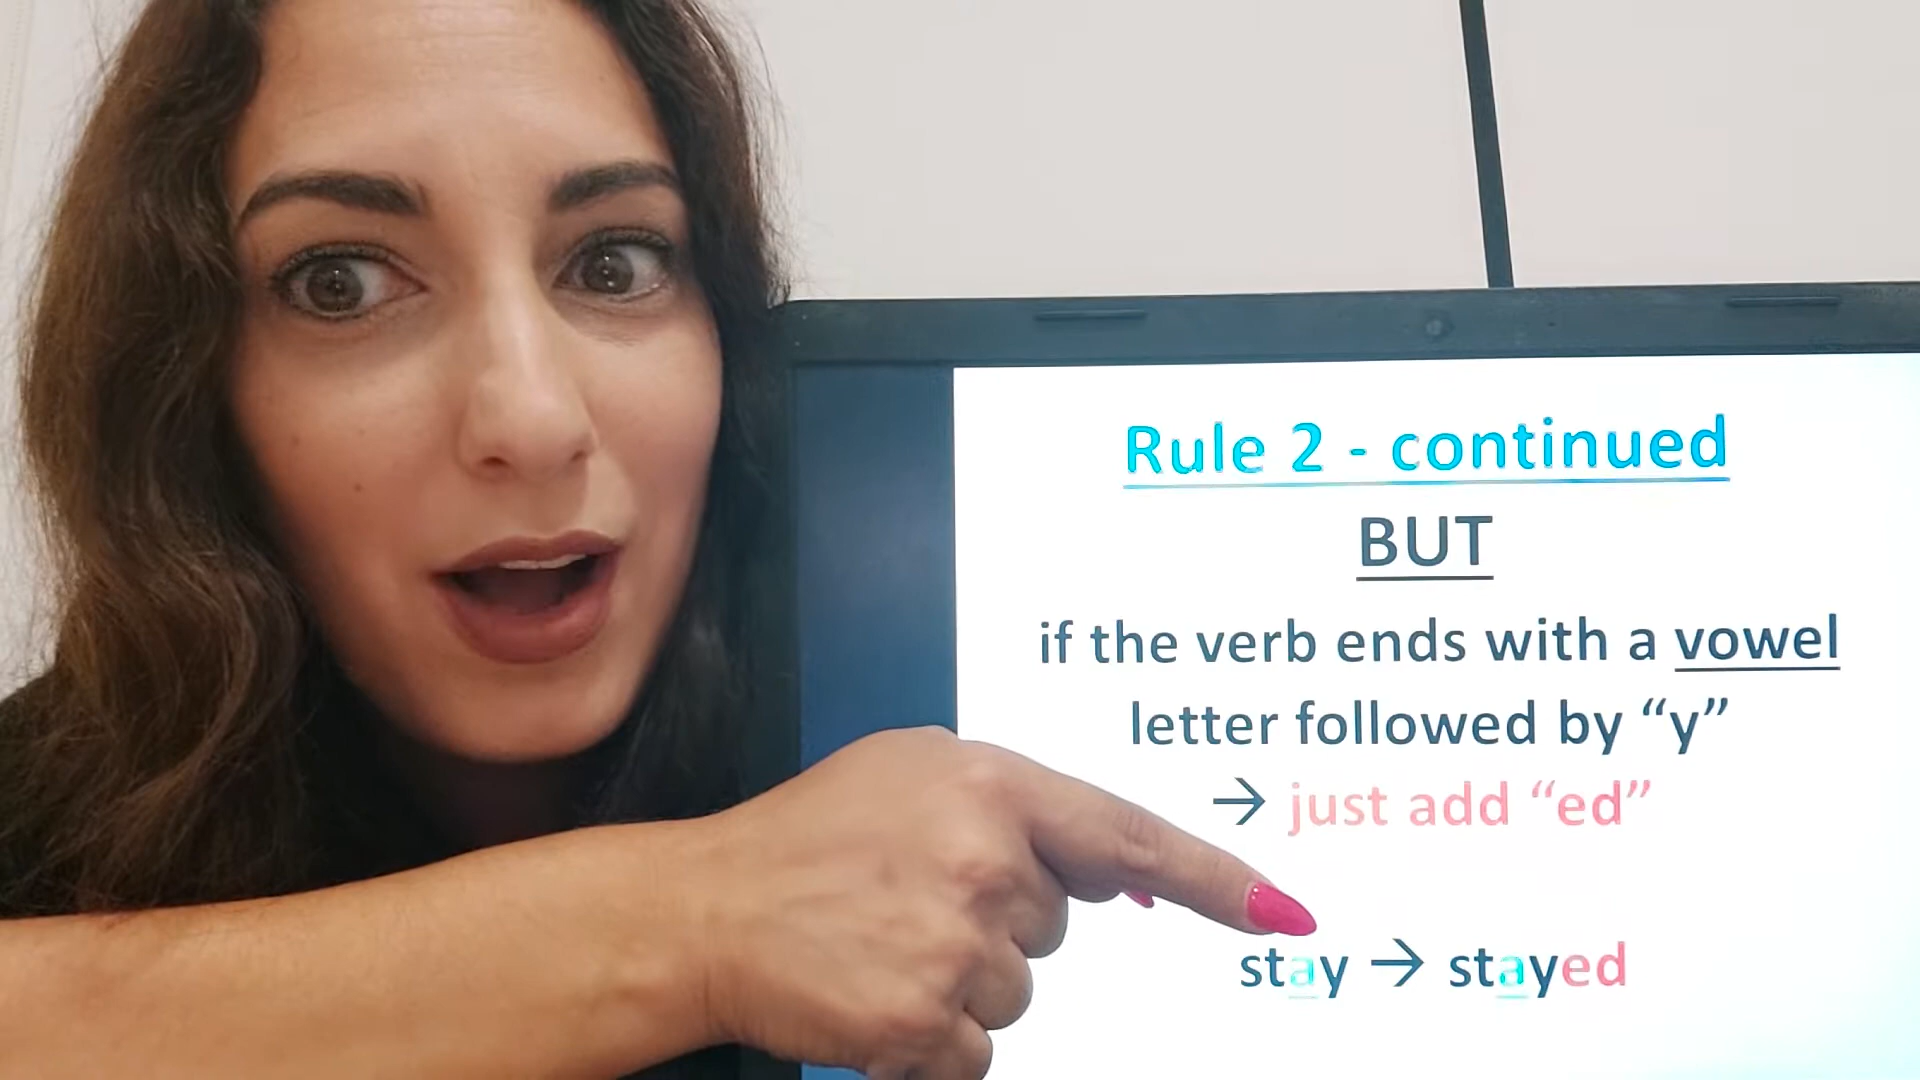 Rule 2 - continued
BUT
if the verb ends with a vowel
letter followed by “y”
→ just add “ed”
stay → stayed